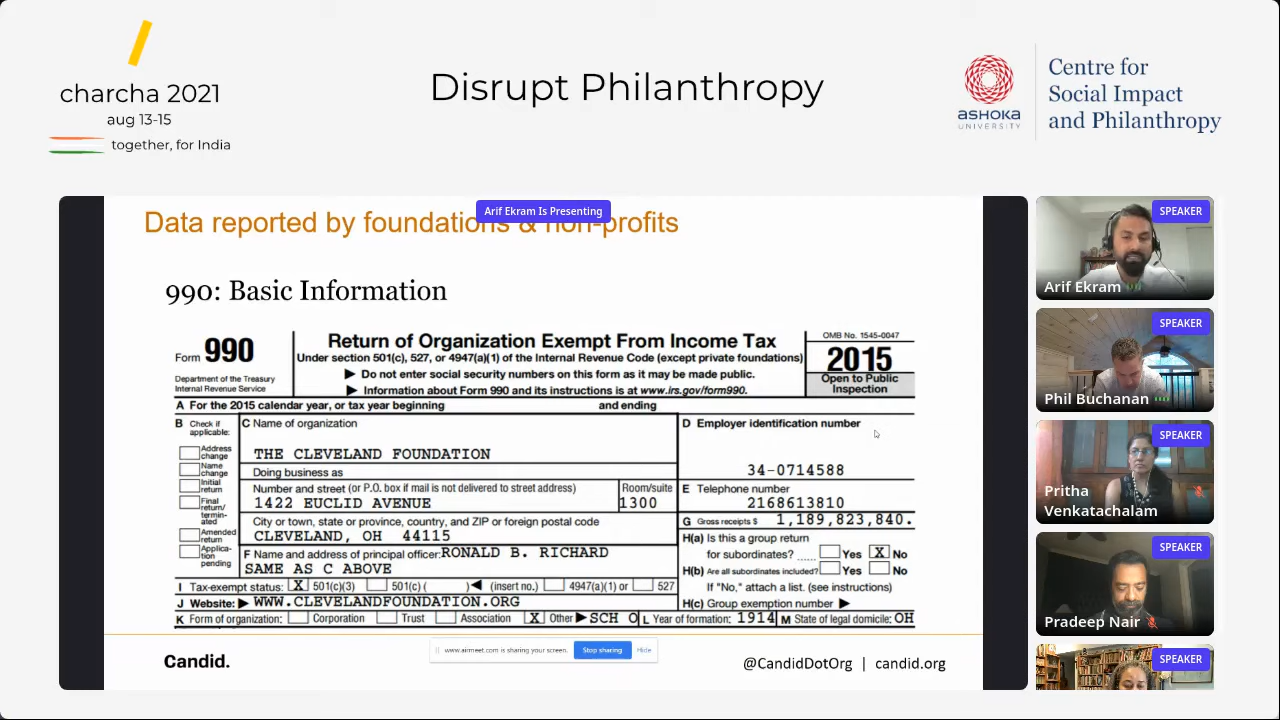 charcha 2021
aug 13-15
together, for India
Disrupt Philanthropy
ASHOKA
UNIVERSITY
Centre for
Social Impact
and Philanthropy
Arif Ekram Is Presenting
Data reported by foundations & non-profits
990: Basic Information
Form 990
Department of the Treasury
Internal Revenue Service
Return of Organization Exempt From Income Tax
Under section 501(c), 527, or 4947(a)(1) of the Internal Revenue Code (except private foundations)
▶ Do not enter social security numbers on this form as it may be made public.
▶ Information about Form 990 and its instructions is at www.irs.gov/form990.
OMB No. 1545-0047
2015
Open to Public
Inspection
A For the 2015 calendar year, or tax year beginning and ending
B Check if
applicable:
Address
change
Name
change
Initial
return
Final
return/
termin-
ated
Amended
return
Applica-
tion
pending
C Name of organization
THE CLEVELAND FOUNDATION
Doing business as
Number and street (or P.O. box if mail is not delivered to street address)
Room/suite
1422 EUCLID AVENUE
1300
City or town, state or province, country, and ZIP or foreign postal code
CLEVELAND, OH 44115
F Name and address of principal officer: RONALD B. RICHARD
SAME AS C ABOVE
D Employer identification number
34-0714588
E Telephone number
2168613810
G Gross receipts $ 1,189,823,840.
H(a) Is this a group return
for subordinates? ...... Yes X No
H(b) Are all subordinates included? Yes No
If "No," attach a list. (see instructions)
H(c) Group exemption number ▶
I Tax-exempt status: X 501(c)(3) 501(c) ( ) ◀ (insert no.) 4947(a)(1) or 527
J Website: ▶ WWW.CLEVELANDFOUNDATION.ORG
K Form of organization: Corporation Trust Association X Other ▶ SCH O
L Year of formation: 1914
M State of legal domicile: OH
www.airmeet.com is sharing your screen.
Stop sharing
Hide
Candid.
@CandidDotOrg | candid.org
SPEAKER
Arif Ekram
SPEAKER
Phil Buchanan
SPEAKER
Pritha
Venkatachalam
SPEAKER
Pradeep Nair
SPEAKER